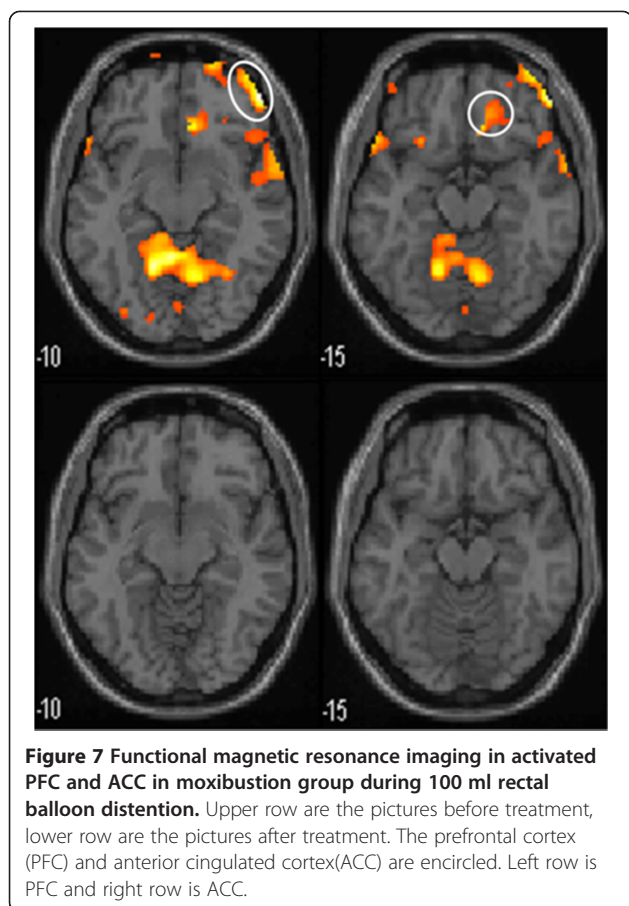 -10
-15
-10
-15
Figure 7 Functional magnetic resonance imaging in activated
PFC and ACC in moxibustion group during 100 ml rectal
balloon distention. Upper row are the pictures before treatment,
lower row are the pictures after treatment. The prefrontal cortex
(PFC) and anterior cingulated cortex(ACC) are encircled. Left row is
PFC and right row is ACC.